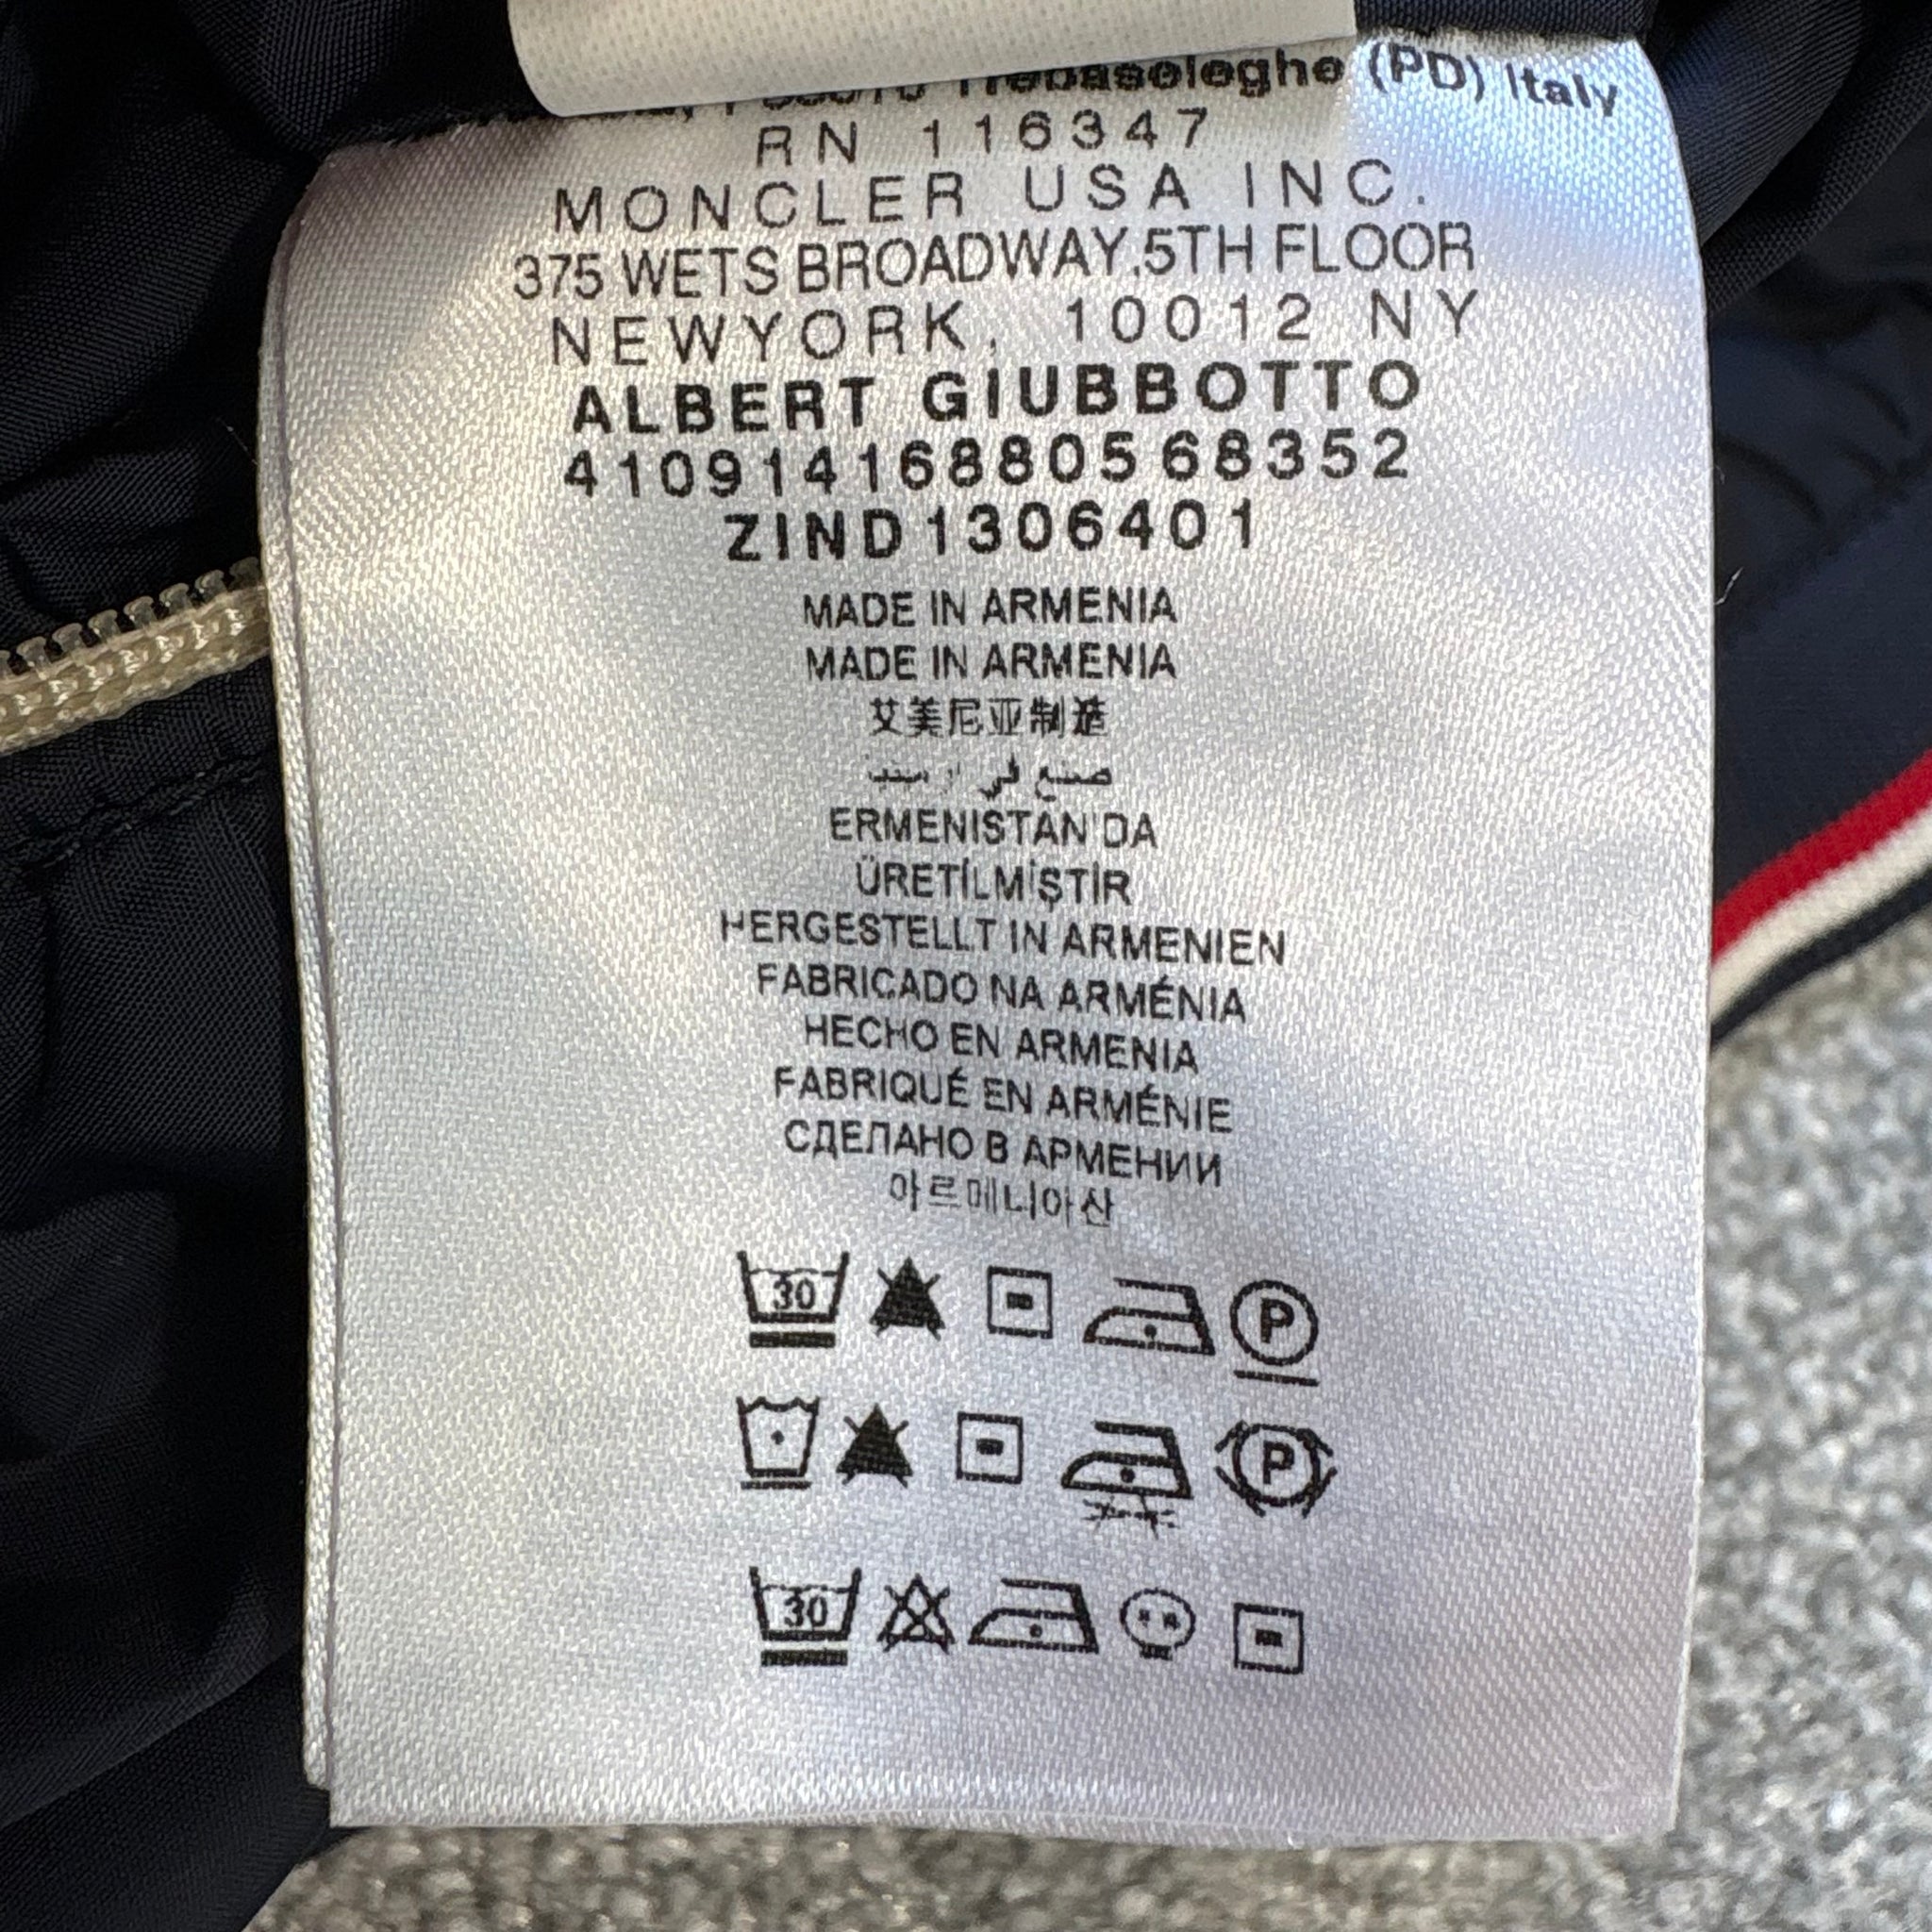 Trebaseleghe (PD) Italy
RN 116347
MONCLER USA INC.
375 WETS BROADWAY.5TH FLOOR
NEWYORK, 10012 NY
ALBERT GIUBBOTTO
410914168805 68352
ZIND1306401
MADE IN ARMENIA
MADE IN ARMENIA
艾美尼亚制造
صنع في
ERMENISTAN'DA
ÜRETİLMİŞTİR
HERGESTELLT IN ARMENIEN
FABRICADO NA ARMÉNIA
HECHO EN ARMENIA
FABRIQUÉ EN ARMÉNIE
СДЕЛАНО В АРМЕНИИ
아르메니아산
30 P
P
30